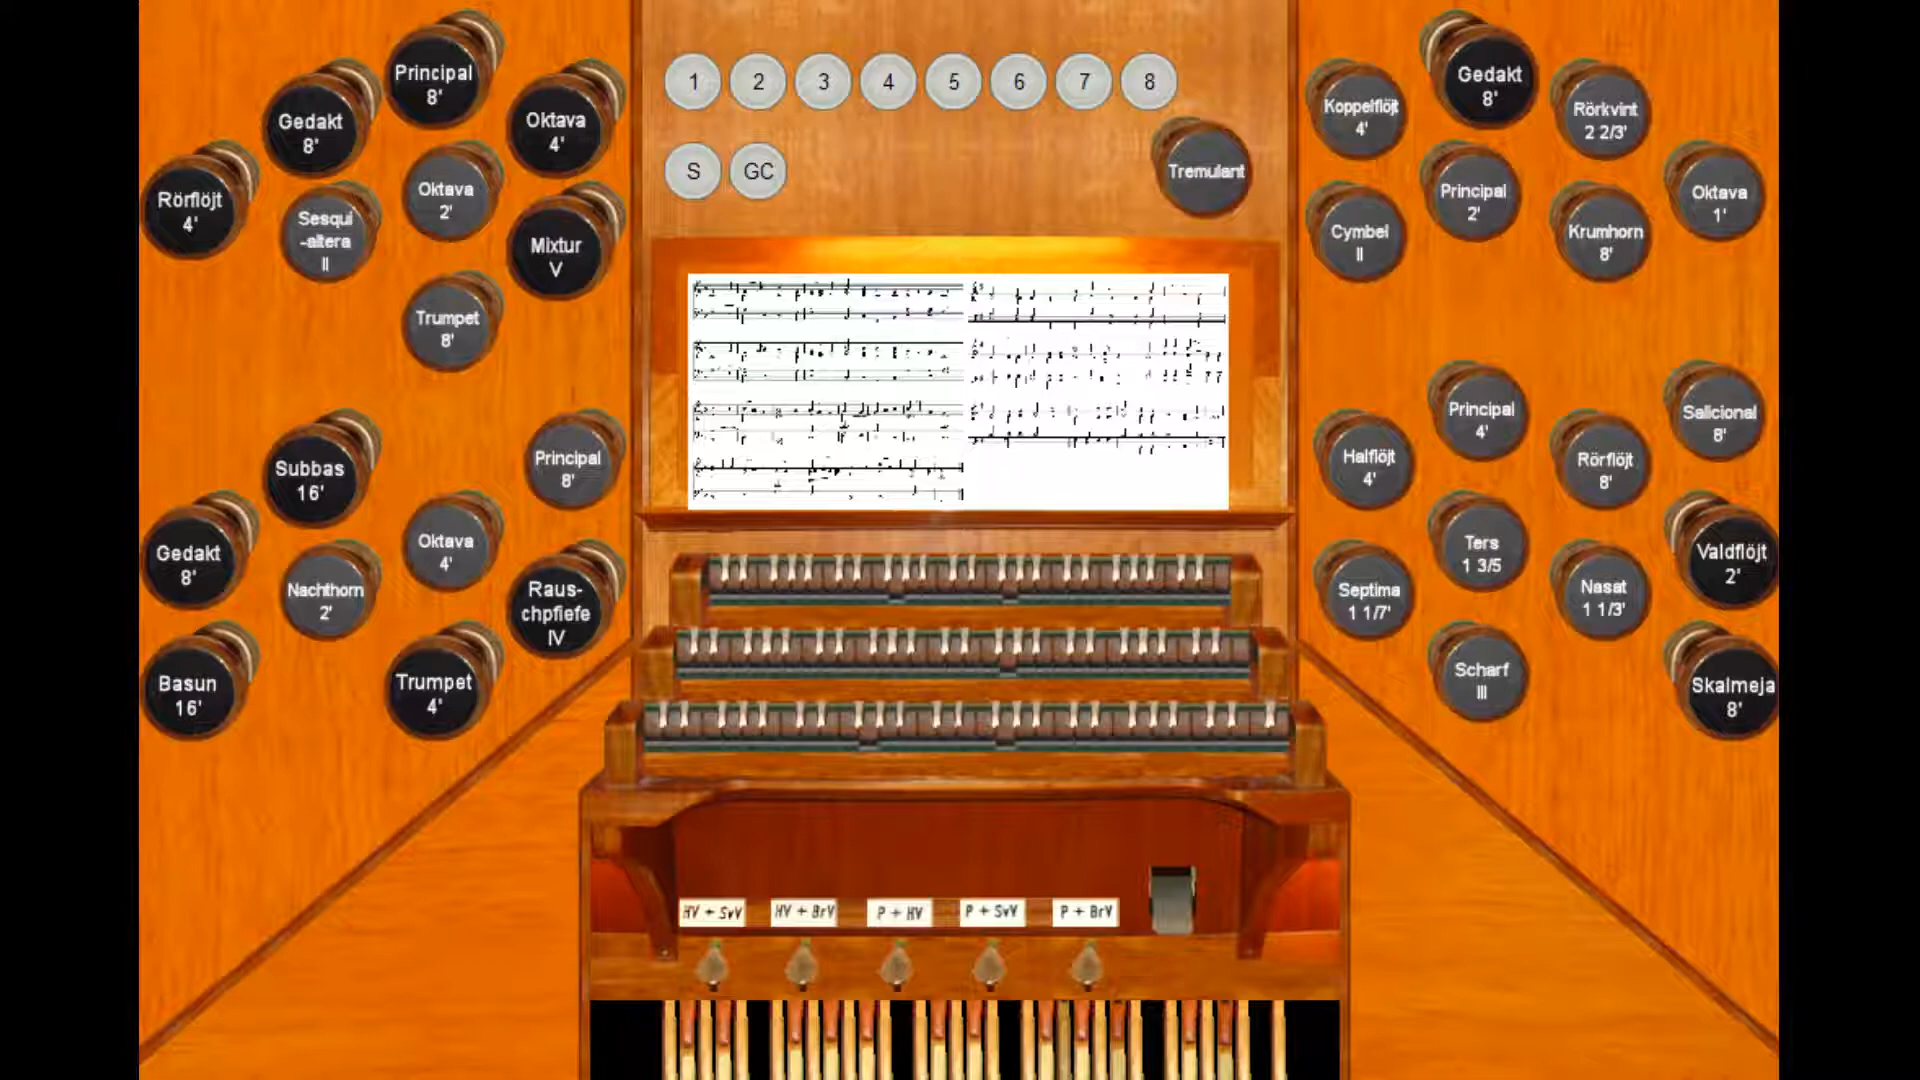 Principal
8'
Gedakt
8'
Oktava
4'
Rörflöjt
4'
Oktava
2'
Sesqui
-altera
II
Mixtur
V
Trumpet
8'
Subbas
16'
Principal
8'
Gedakt
8'
Oktava
4'
Nachthorn
2'
Raus-
chpfiefe
IV
Basun
16'
Trumpet
4'
1 2 3 4 5 6 7 8
S GC
Tremulant
HV + SvV
HV + BrV
P + HV
P + SvV
P + BrV
Koppelflöjt
4'
Gedakt
8'
Rörkvint
2 2/3'
Principal
2'
Oktava
1'
Cymbel
II
Krumhorn
8'
Principal
4'
Salicional
8'
Halflöjt
4'
Rörflöjt
8'
Ters
1 3/5
Valdflöjt
2'
Septima
1 1/7'
Nasat
1 1/3'
Scharf
III
Skalmeja
8'